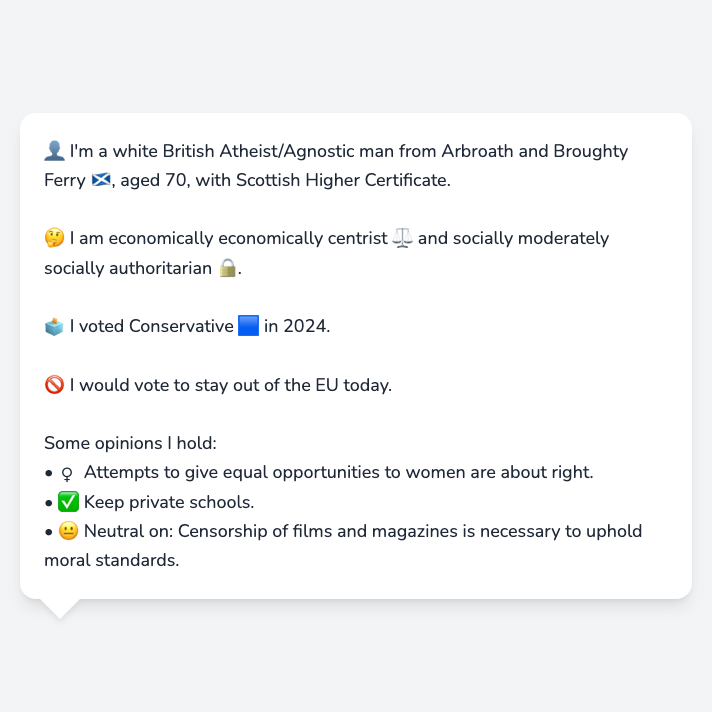 👤 I'm a white British Atheist/Agnostic man from Arbroath and Broughty
Ferry 🏴󠁧󠁢󠁳󠁣󠁴󠁿, aged 70, with Scottish Higher Certificate.
🤔 I am economically economically centrist ⚖️ and socially moderately
socially authoritarian 🔒.
🗳️ I voted Conservative 🟦 in 2024.
🚫 I would vote to stay out of the EU today.
Some opinions I hold:
• ♀ Attempts to give equal opportunities to women are about right.
• ✅ Keep private schools.
• 😐 Neutral on: Censorship of films and magazines is necessary to uphold
moral standards.